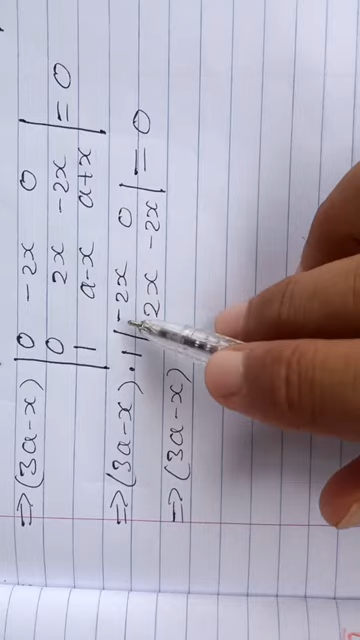 ⇒(3a-x) | 0 -2x 0 |
| 0 2x -2x | = 0
| 1 a-x a+x |
⇒(3a-x).1 | -2x 0 |
| 2x -2x | = 0
⇒(3a-x)